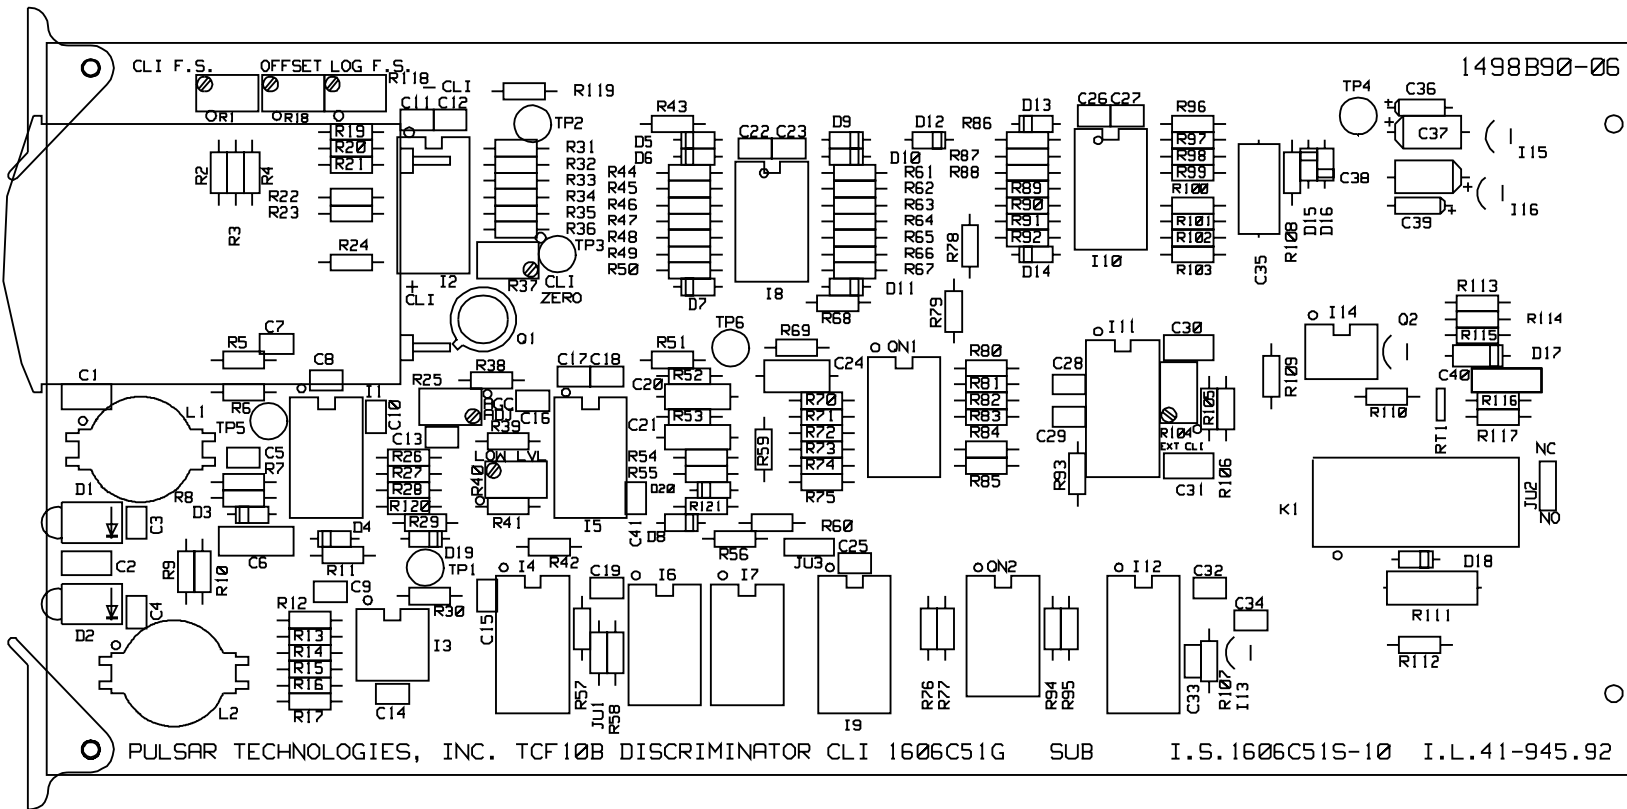 1498B90-06
CLI F.S.
OFFSET
LOG F.S.
R118
R1
R18
- CLI
C11
C12
R119
TP2
R19
R20
R21
R2
R3
R4
R22
R23
R24
I2
+
CLI
R31
R32
R33
R34
R35
R36
R37
TP3
CLI
ZERO
Q1
R43
D5
D6
R44
R45
R46
R47
R48
R49
R50
D7
C22
C23
I8
D9
D10
R61
R62
R63
R64
R65
R66
R67
D11
R68
D12
R86
R87
R88
D13
R89
R90
R91
R92
D14
R78
R79
C26
C27
I10
R96
R97
R98
R99
R100
R101
R102
R103
C35
R108
D15
D16
C38
TP4
C36
C37
C39
I15
I16
C7
R5
C8
C1
R6
TP5
L1
I1
C10
R25
R38
AGC
ADJ
C16
C13
R39
LOW LVL
R40
R41
R26
R27
R28
R120
R29
C17
C18
I5
R51
R52
C20
R53
C21
R54
R55
D20
R121
C41
D8
R56
R59
TP6
R69
C24
R70
R71
R72
R73
R74
R75
R60
JU3
C25
QN1
R80
R81
R82
R83
R84
R85
C28
C29
R93
I11
C30
R104
EXT CLI
R105
R106
C31
R109
I14
Q2
R110
RT1
R113
R114
R115
D17
C40
R116
R117
NC
JU2
NO
K1
D18
R111
R112
C5
R7
R8
D1
D3
C3
C6
C2
R9
R10
D4
R11
D19
TP1
R30
R42
D2
C4
L2
R12
R13
R14
R15
R16
R17
C9
I3
C14
C15
I4
R57
JU1
R58
C19
I6
I7
I9
R76
R77
QN2
R94
R95
I12
C32
C33
C34
R107
I13
PULSAR TECHNOLOGIES, INC. TCF10B DISCRIMINATOR CLI 1606C51G SUB I.S.1606C51S-10 I.L.41-945.92